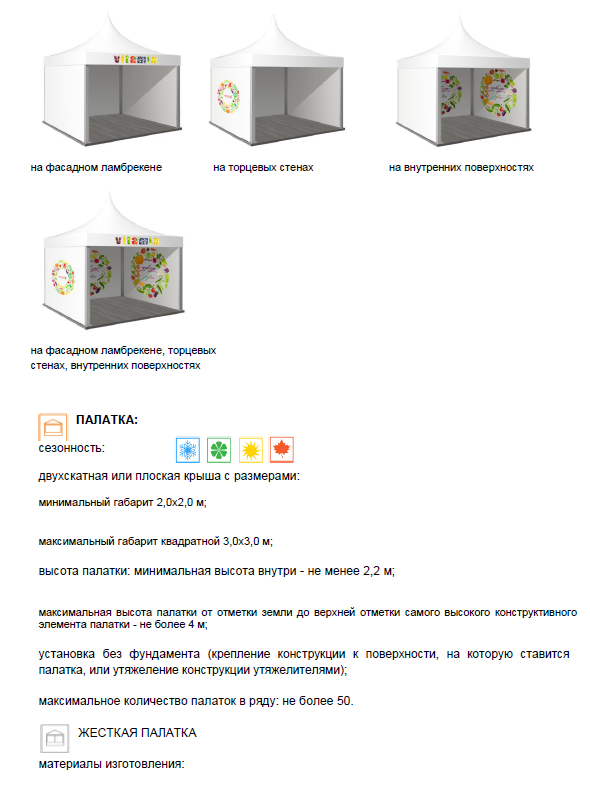 vitamin
на фасадном ламбрекене
на торцевых стенах
на внутренних поверхностях
vitamin
на фасадном ламбрекене, торцевых
стенах, внутренних поверхностях
ПАЛАТКА:
сезонность:
двухскатная или плоская крыша с размерами:
минимальный габарит 2,0х2,0 м;
максимальный габарит квадратной 3,0х3,0 м;
высота палатки: минимальная высота внутри - не менее 2,2 м;
максимальная высота палатки от отметки земли до верхней отметки самого высокого конструктивного
элемента палатки - не более 4 м;
установка без фундамента (крепление конструкции к поверхности, на которую ставится
палатка, или утяжеление конструкции утяжелителями);
максимальное количество палаток в ряду: не более 50.
ЖЕСТКАЯ ПАЛАТКА
материалы изготовления: